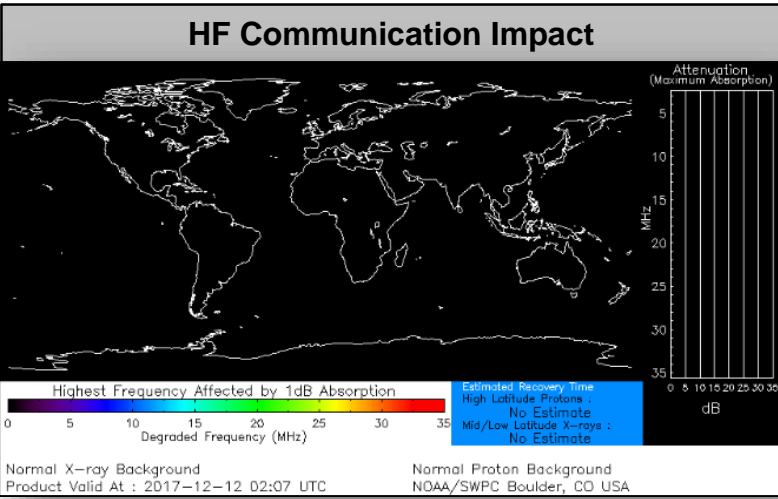 HF Communication Impact
Attenuation
(Maximum Absorption)
5
10
15
20
25
30
35
MHz
0 5 10 15 20 25 30 35
dB
Highest Frequency Affected by 1dB Absorption
0 5 10 15 20 25 30 35
Degraded Frequency (MHz)
Estimated Recovery Time
High Latitude Protons :
No Estimate
Mid/Low Latitude X-rays :
No Estimate
Normal X-ray Background
Normal Proton Background
Product Valid At : 2017-12-12 02:07 UTC
NOAA/SWPC Boulder, CO USA